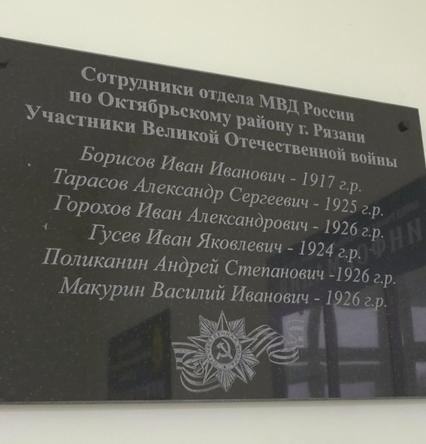 Сотрудники отдела МВД России
по Октябрьскому району г. Рязани
Участники Великой Отечественной войны
Борисов Иван Иванович - 1917 г.р.
Тарасов Александр Сергеевич - 1925 г.р.
Горохов Иван Александрович - 1926 г.р.
Гусев Иван Яковлевич - 1924 г.р.
Поликанин Андрей Степанович -1926 г.р.
Макурин Василий Иванович - 1926 г.р.